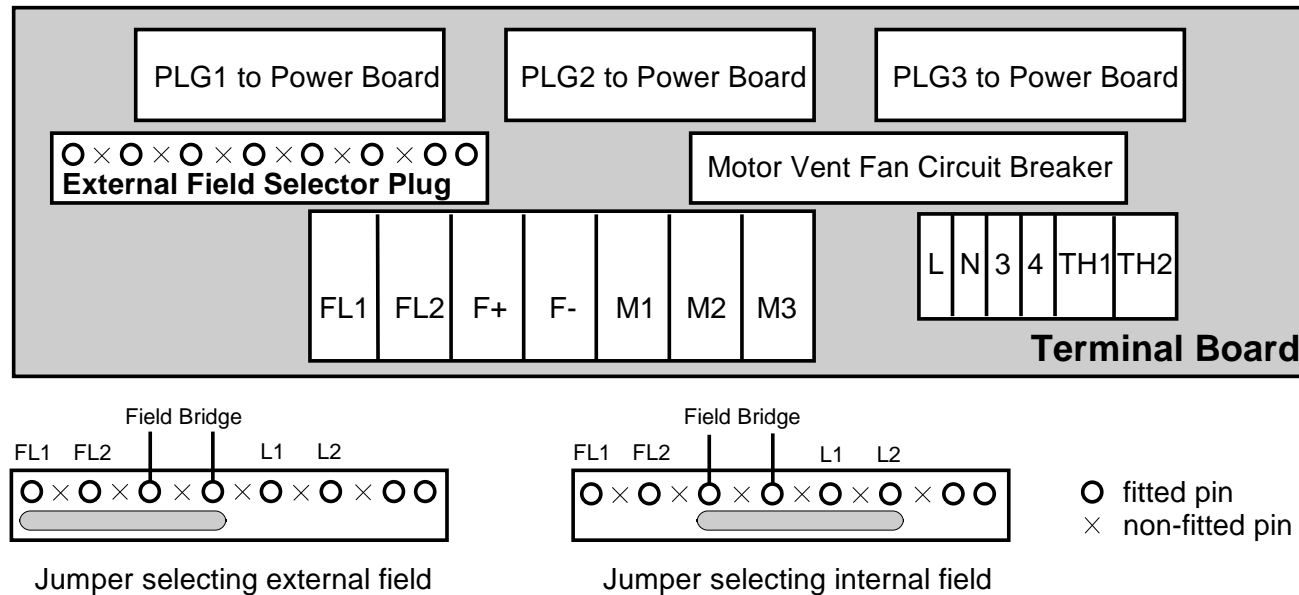 PLG1 to Power Board
PLG2 to Power Board
PLG3 to Power Board
External Field Selector Plug
Motor Vent Fan Circuit Breaker
FL1 FL2 F+ F- M1 M2 M3
L N 3 4 TH1 TH2
Terminal Board
Field Bridge
FL1 FL2 L1 L2
Jumper selecting external field
Field Bridge
FL1 FL2 L1 L2
Jumper selecting internal field
fitted pin
non-fitted pin